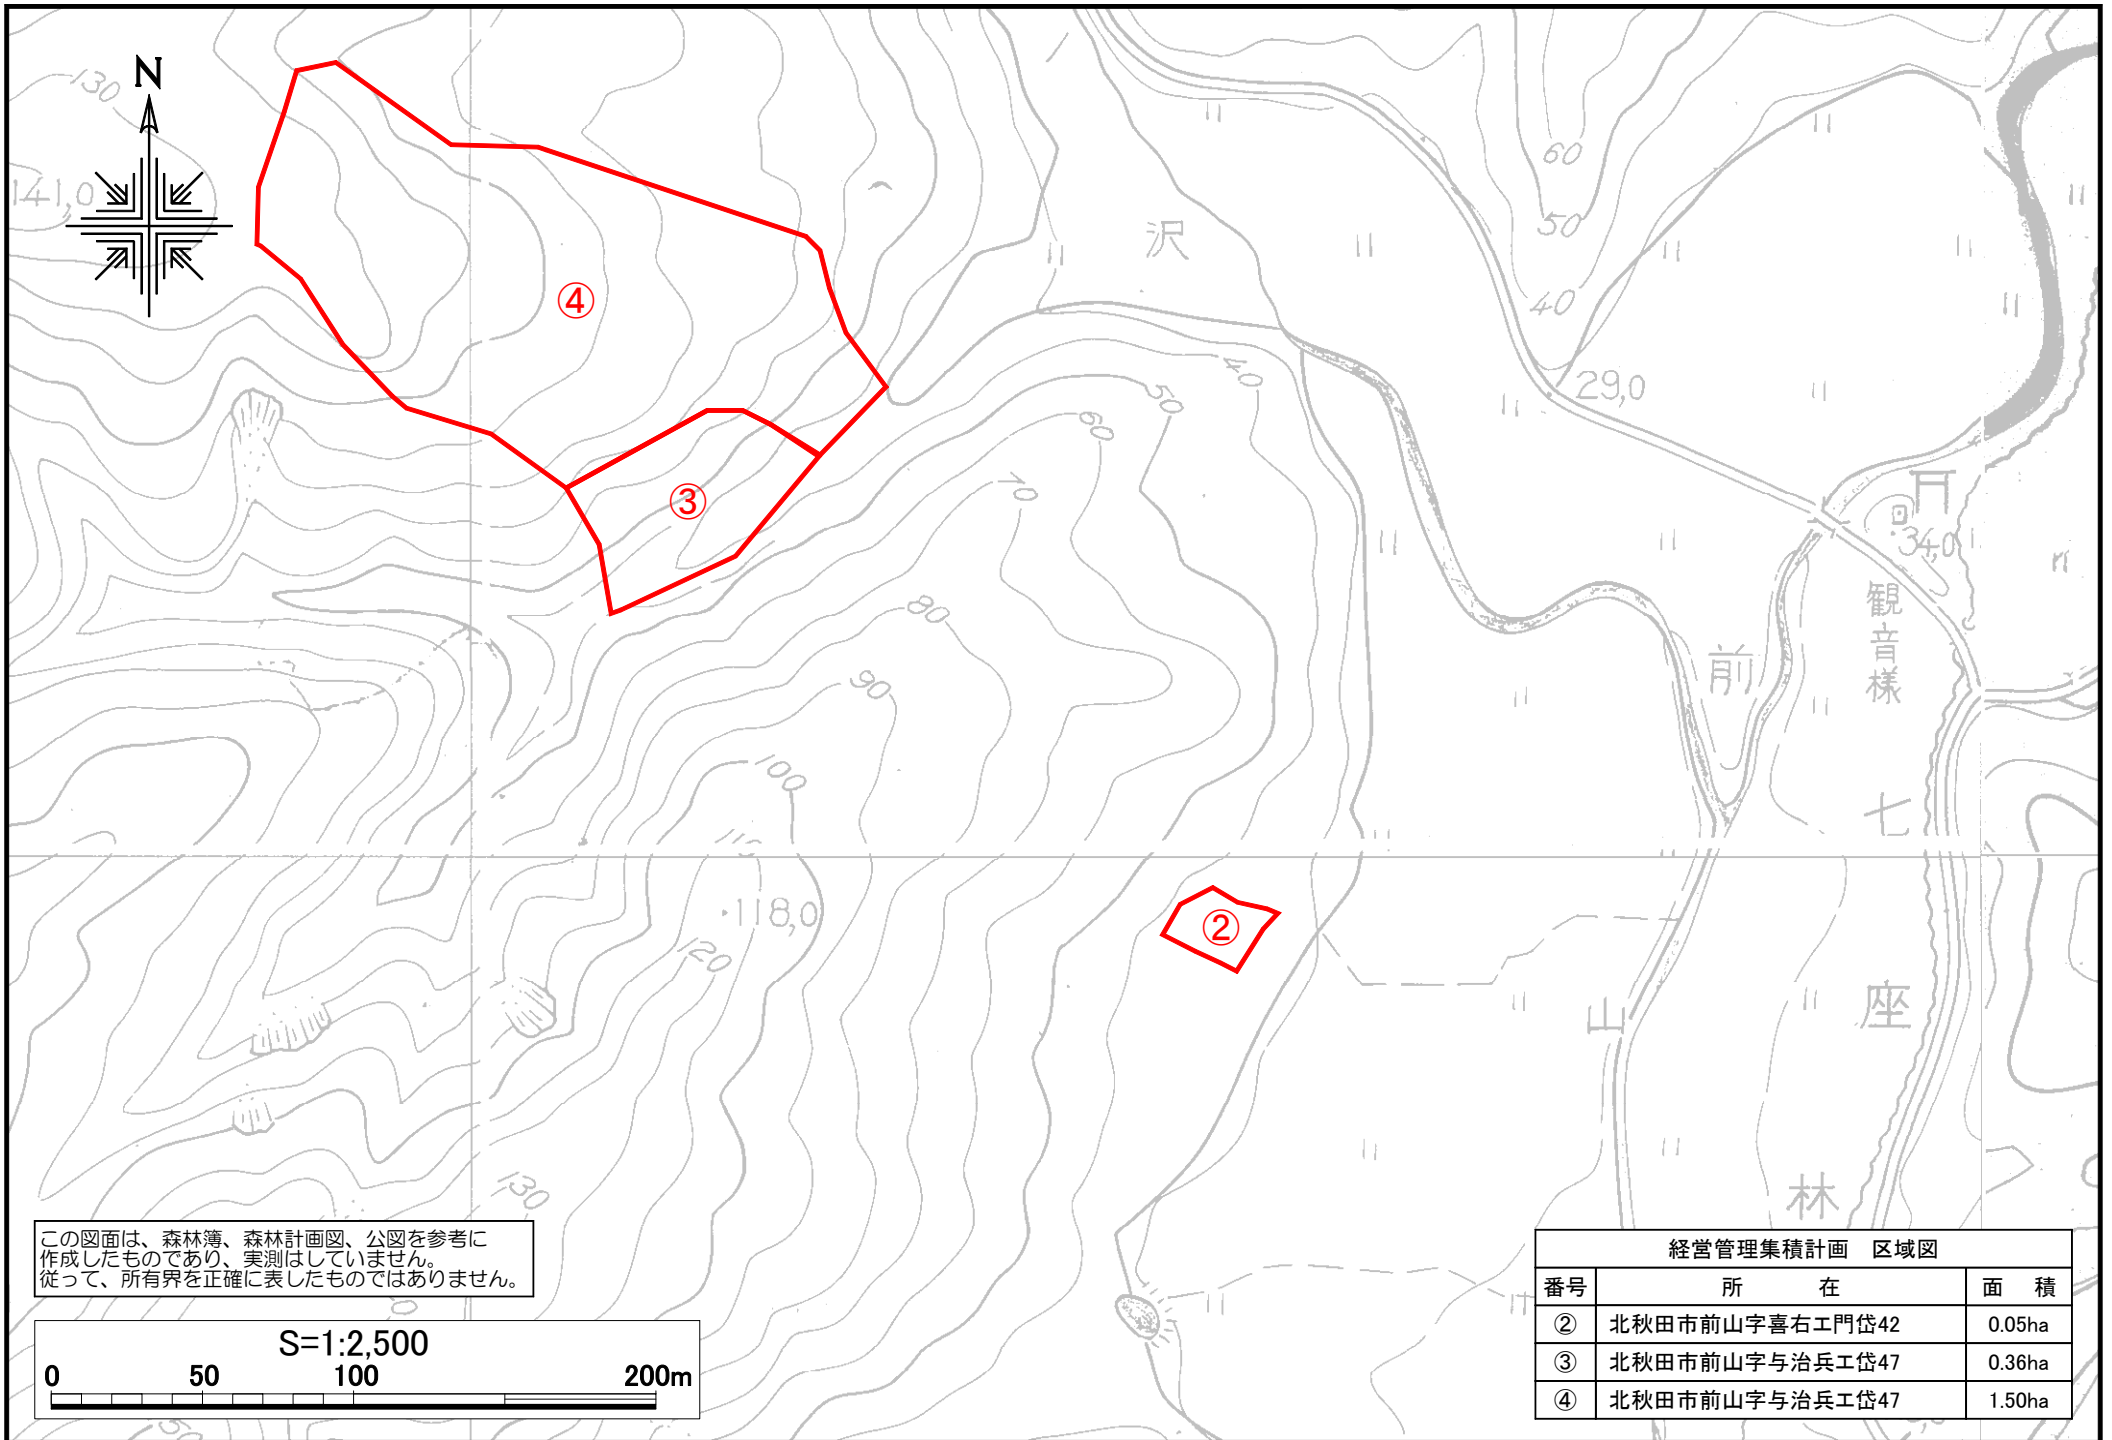 N
130
141,0
④
③
②
沢
60
50
40
29,0
40
50
60
70
80
90
100
110
118,0
120
130
34,0
観音様
前
山
七
座
林
この図面は、森林簿、森林計画図、公図を参考に
作成したものであり、実測はしていません。
従って、所有界を正確に表したものではありません。
S=1:2,500
0 50 100 200m
経営管理集積計画 区域図
番号 所 在 面 積
② 北秋田市前山字喜右エ門岱42 0.05ha
③ 北秋田市前山字与治兵エ岱47 0.36ha
④ 北秋田市前山字与治兵エ岱47 1.50ha